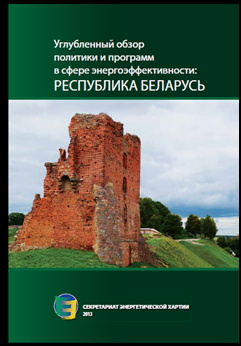 Углубленный обзор
политики и программ
в сфере энергоэффективности:
РЕСПУБЛИКА БЕЛАРУСЬ
СЕКРЕТАРИАТ ЭНЕРГЕТИЧЕСКОЙ ХАРТИИ
2013